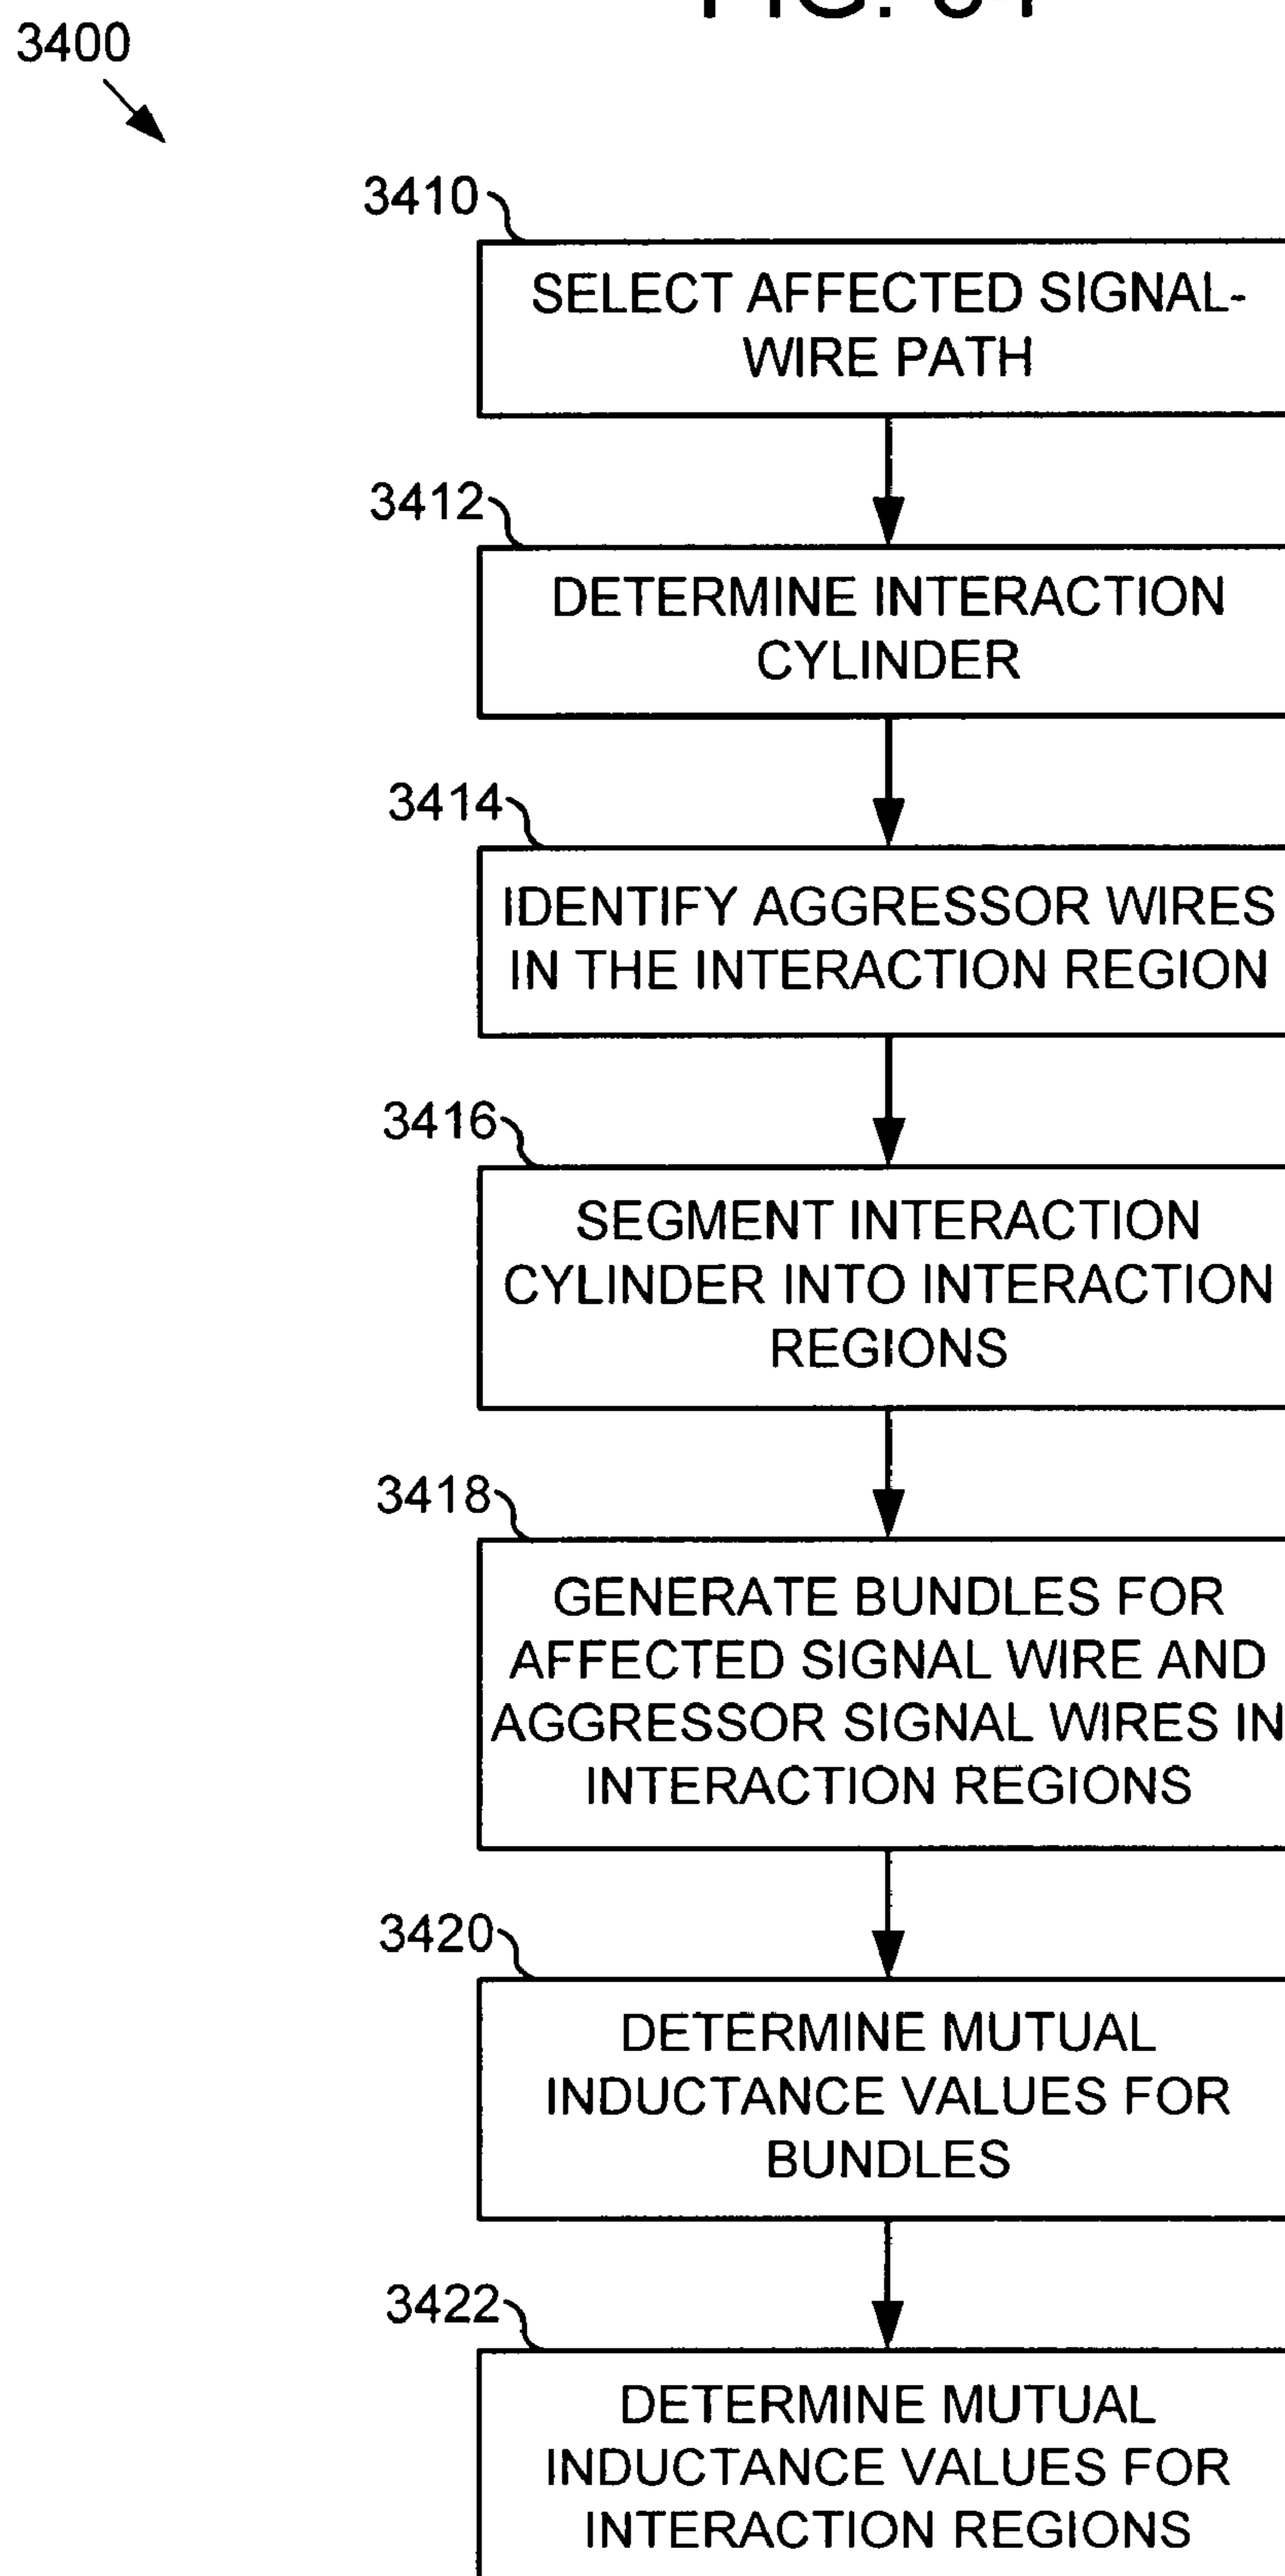 FIG. 34
3400
3410
SELECT AFFECTED SIGNAL-
WIRE PATH
3412
DETERMINE INTERACTION
CYLINDER
3414
IDENTIFY AGGRESSOR WIRES
IN THE INTERACTION REGION
3416
SEGMENT INTERACTION
CYLINDER INTO INTERACTION
REGIONS
3418
GENERATE BUNDLES FOR
AFFECTED SIGNAL WIRE AND
AGGRESSOR SIGNAL WIRES IN
INTERACTION REGIONS
3420
DETERMINE MUTUAL
INDUCTANCE VALUES FOR
BUNDLES
3422
DETERMINE MUTUAL
INDUCTANCE VALUES FOR
INTERACTION REGIONS